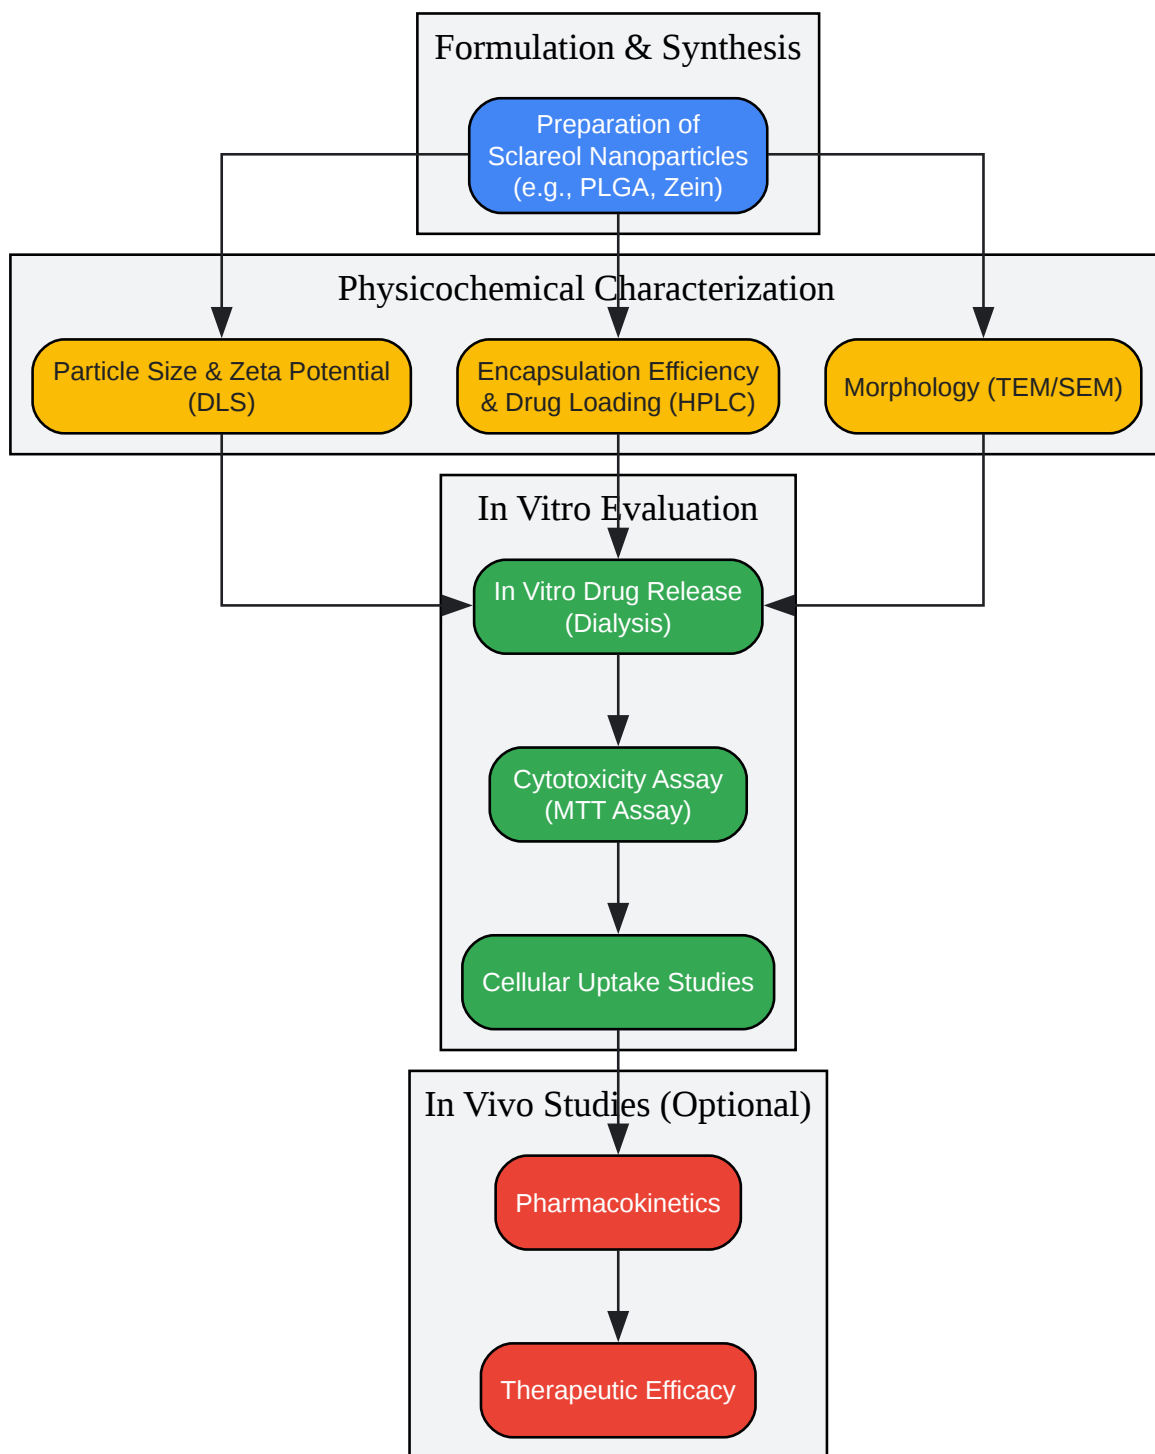 Formulation & Synthesis
Preparation of
Sclareol Nanoparticles
(e.g., PLGA, Zein)
Physicochemical Characterization
Particle Size & Zeta Potential
(DLS)
Encapsulation Efficiency
& Drug Loading (HPLC)
Morphology (TEM/SEM)
In Vitro Evaluation
In Vitro Drug Release
(Dialysis)
Cytotoxicity Assay
(MTT Assay)
Cellular Uptake Studies
In Vivo Studies (Optional)
Pharmacokinetics
Therapeutic Efficacy